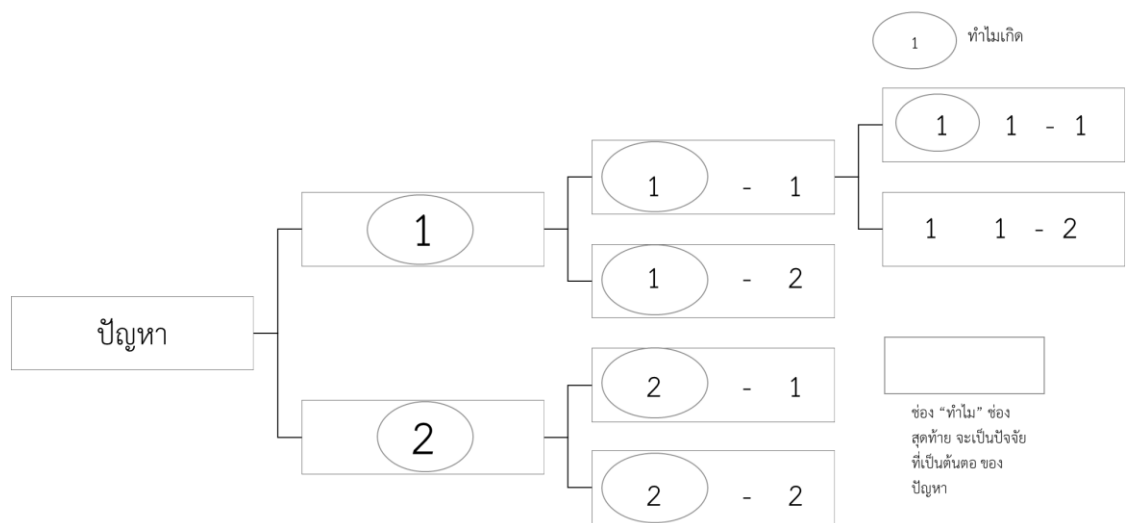 1 ทำไมเกิด
1 1 - 1
1 - 1
1
1 1 - 2
1 - 2
ปัญหา
2 - 1
2
2 - 2
ช่อง “ทำไม” ช่อง
สุดท้าย จะเป็นปัจจัย
ที่เป็นต้นตอ ของ
ปัญหา